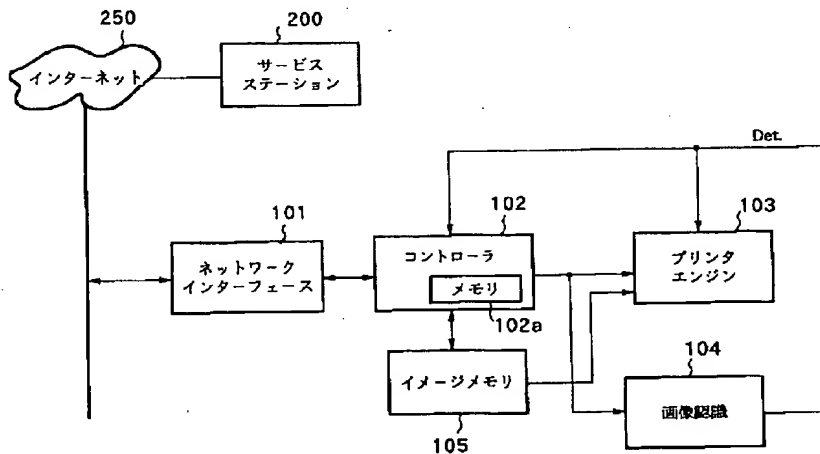 250
200
インターネット
サービス
ステーション
Det.
101
102
103
ネットワーク
インターフェース
コントローラ
メモリ
プリンタ
エンジン
102a
104
イメージメモリ
画像認識
105